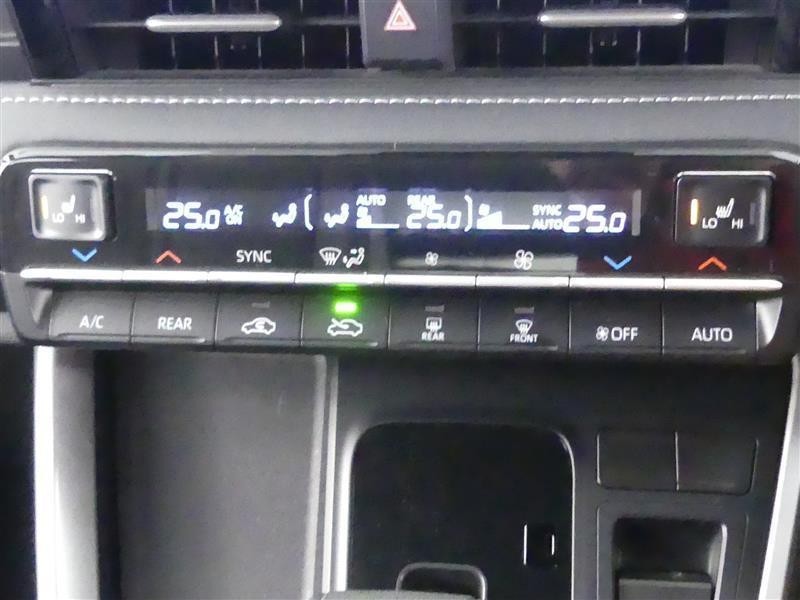 LO HI
25.0 A/C ON
AUTO
REAR 25.0
SYNC AUTO 25.0
LO HI
SYNC
A/C
REAR
REAR
FRONT
OFF
AUTO